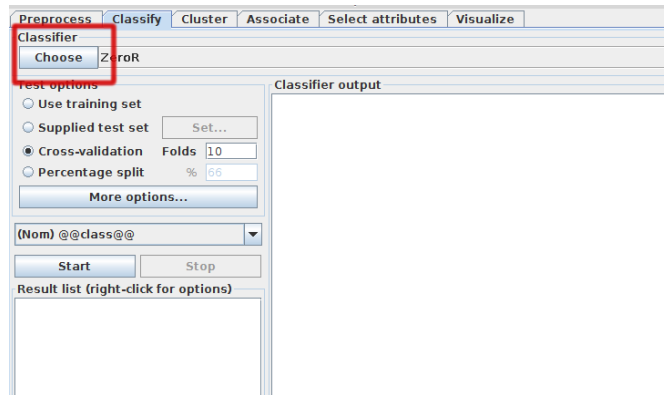 Preprocess Classify Cluster Associate Select attributes Visualize
Classifier
Choose ZeroR
Test options
Classifier output
Use training set
Supplied test set Set...
Cross-validation Folds 10
Percentage split % 66
More options...
(Nom) @@class@@
Start Stop
Result list (right-click for options)